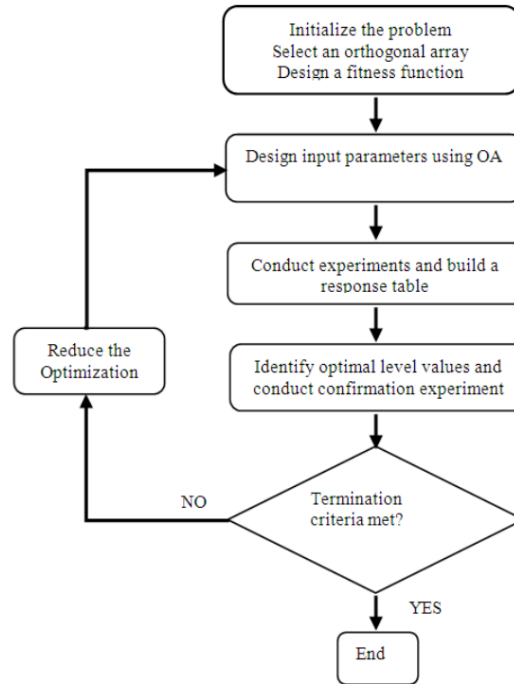 Initialize the problem
Select an orthogonal array
Design a fitness function
Design input parameters using OA
Conduct experiments and build a
response table
Reduce the
Optimization
Identify optimal level values and
conduct confirmation experiment
NO
Termination
criteria met?
YES
End